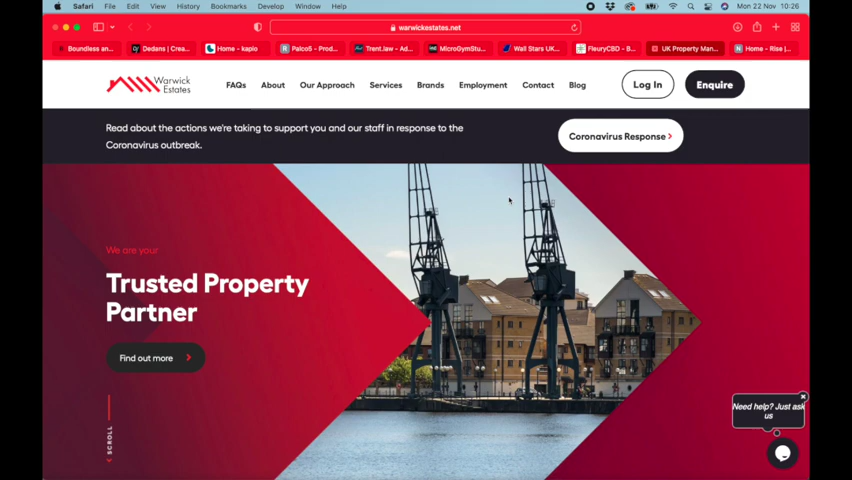 Safari File Edit View History Bookmarks Develop Window Help Mon 22 Nov 10:26
warwickestates.net
Boundless an... Dedans | Crea... Home - kaplo Palco5 - Prod... Trent.law - Ad... MicroGymStu... Wall Stars UK... FleuryCBD - B... UK Property Man... Home - Rise |...
Warwick
Estates
FAQs About Our Approach Services Brands Employment Contact Blog Log In Enquire
Read about the actions we're taking to support you and our staff in response to the
Coronavirus outbreak.
Coronavirus Response
We are your
Trusted Property
Partner
Find out more
SCROLL
Need help? Just ask
us